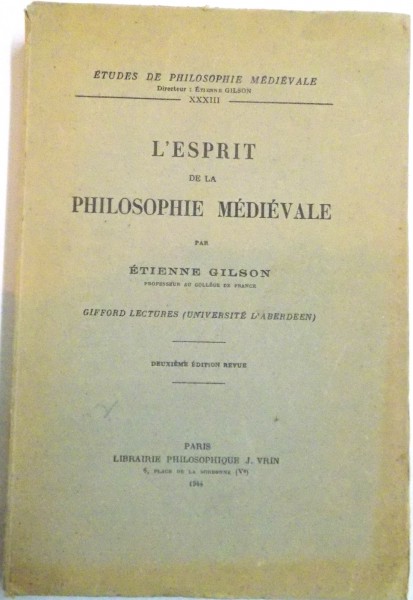 ÉTUDES DE PHILOSOPHIE MÉDIÉVALE
Directeur : Étienne GILSON
XXXIII
L'ESPRIT
DE LA
PHILOSOPHIE MÉDIÉVALE
PAR
ÉTIENNE GILSON
PROFESSEUR AU COLLÈGE DE FRANCE
GIFFORD LECTURES (UNIVERSITÉ D'ABERDEEN)
DEUXIÈME ÉDITION REVUE
PARIS
LIBRAIRIE PHILOSOPHIQUE J. VRIN
6, PLACE DE LA SORBONNE (Vᵉ)
1944